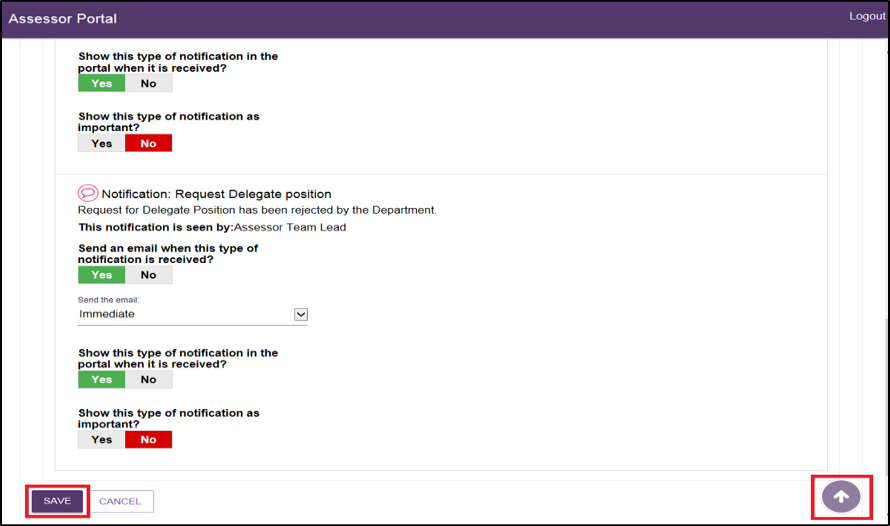 Assessor Portal
Logout
Show this type of notification in the
portal when it is received?
Yes No
Show this type of notification as
important?
Yes No
Notification: Request Delegate position
Request for Delegate Position has been rejected by the Department.
This notification is seen by:Assessor Team Lead
Send an email when this type of
notification is received?
Yes No
Send the email:
Immediate
Show this type of notification in the
portal when it is received?
Yes No
Show this type of notification as
important?
Yes No
SAVE CANCEL